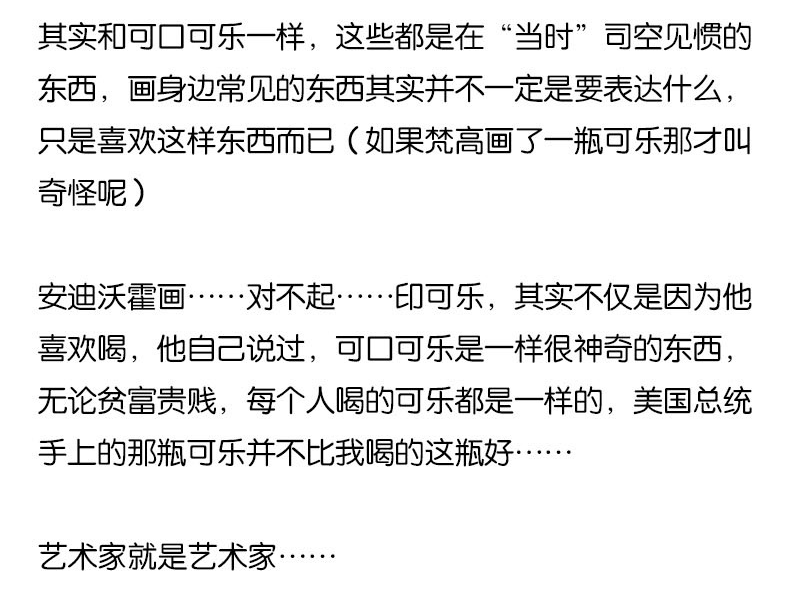 其实和可口可乐一样，这些都是在“当时”司空见惯的
东西，画身边常见的东西其实并不一定是要表达什么，
只是喜欢这样东西而已（如果梵高画了一瓶可乐那才叫
奇怪呢）
安迪沃霍画……对不起……印可乐，其实不仅是因为他
喜欢喝，他自己说过，可口可乐是一样很神奇的东西，
无论贫富贵贱，每个人喝的可乐都是一样的，美国总统
手上的那瓶可乐并不比我喝的这瓶好……
艺术家就是艺术家……